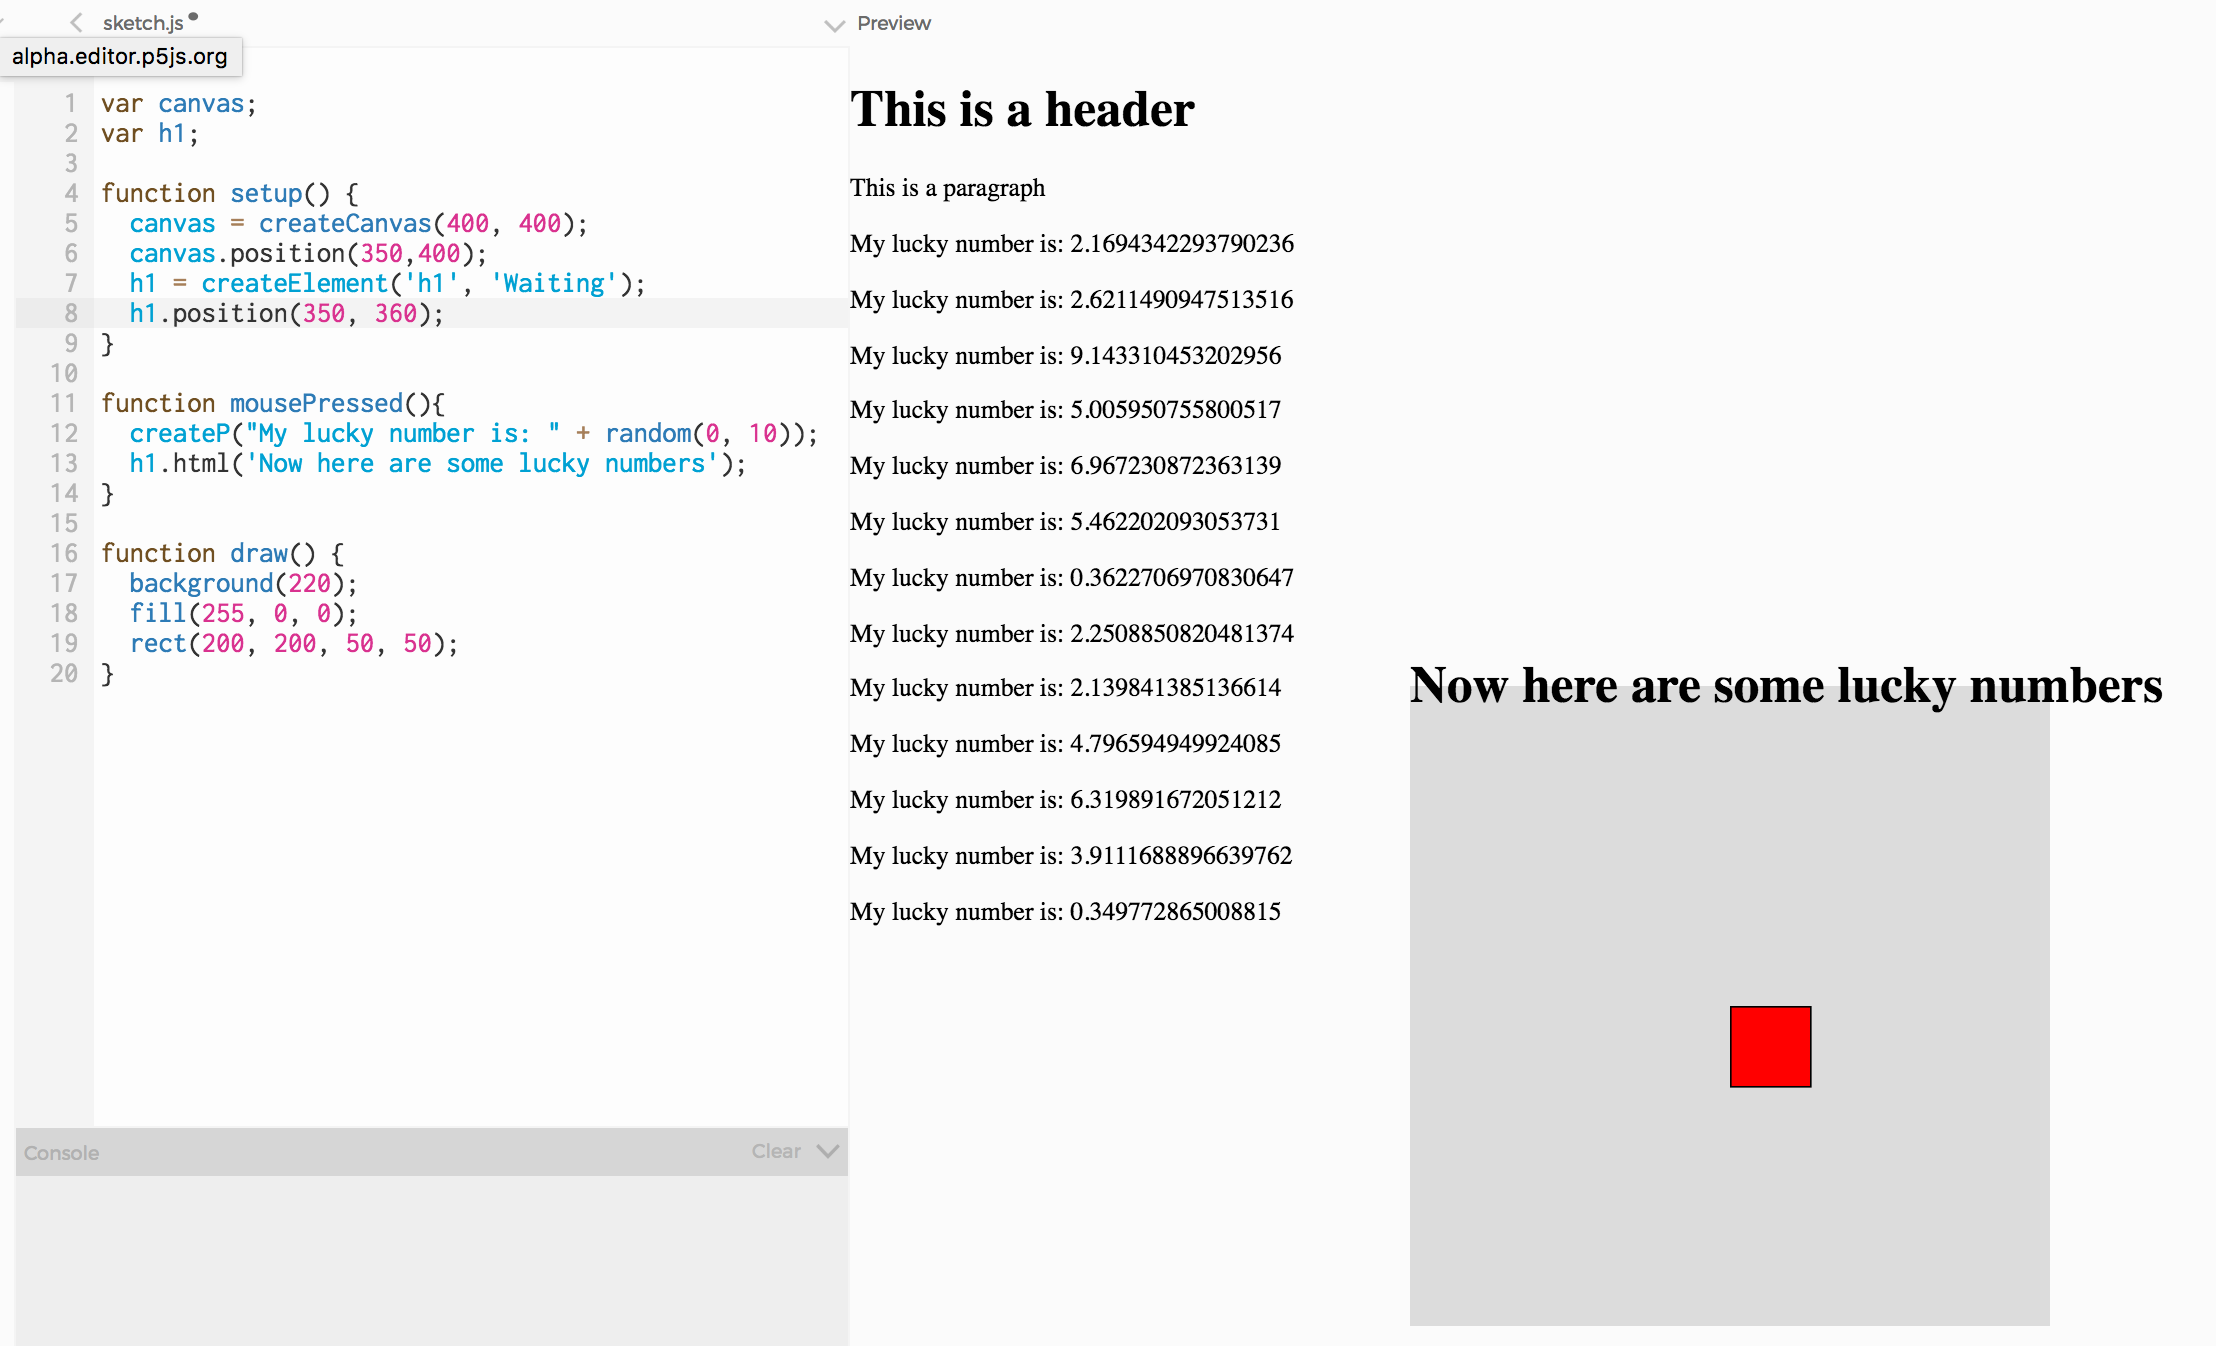 sketch.js
Preview
alpha.editor.p5js.org
1 var canvas;
2 var h1;
3
4 function setup() {
5 canvas = createCanvas(400, 400);
6 canvas.position(350,400);
7 h1 = createElement('h1', 'Waiting');
8 h1.position(350, 360);
9 }
10
11 function mousePressed(){
12 createP("My lucky number is: " + random(0, 10));
13 h1.html('Now here are some lucky numbers');
14 }
15
16 function draw() {
17 background(220);
18 fill(255, 0, 0);
19 rect(200, 200, 50, 50);
20 }
Console
Clear
This is a header
This is a paragraph
My lucky number is: 2.1694342293790236
My lucky number is: 2.6211490947513516
My lucky number is: 9.143310453202956
My lucky number is: 5.005950755800517
My lucky number is: 6.967230872363139
My lucky number is: 5.462202093053731
My lucky number is: 0.3622706970830647
My lucky number is: 2.2508850820481374
My lucky number is: 2.139841385136614
My lucky number is: 4.796594949924085
My lucky number is: 6.319891672051212
My lucky number is: 3.9111688896639762
My lucky number is: 0.349772865008815
Now here are some lucky numbers